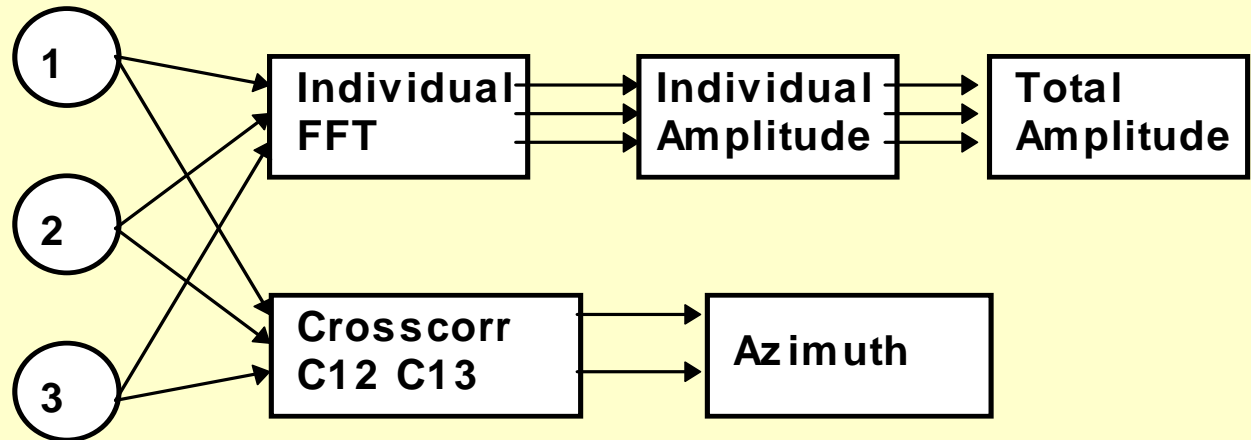 1
Individual
FFT
Individual
Amplitude
Total
Amplitude
2
Crosscorr
C12 C13
Azimuth
3